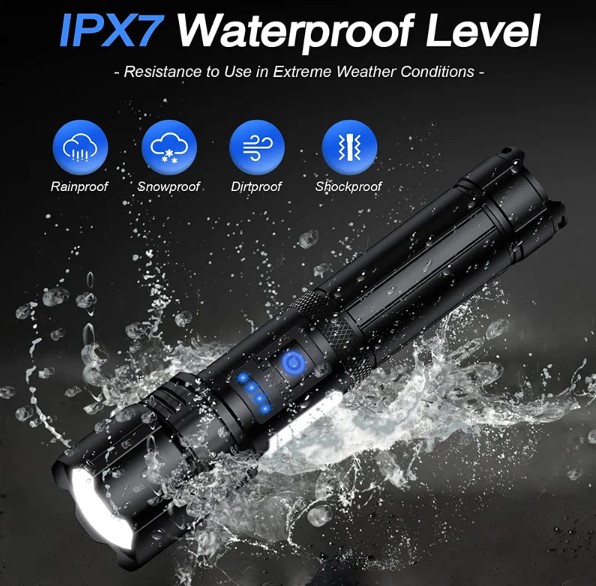 IPX7 Waterproof Level
- Resistance to Use in Extreme Weather Conditions -
Rainproof Snowproof Dirtproof Shockproof